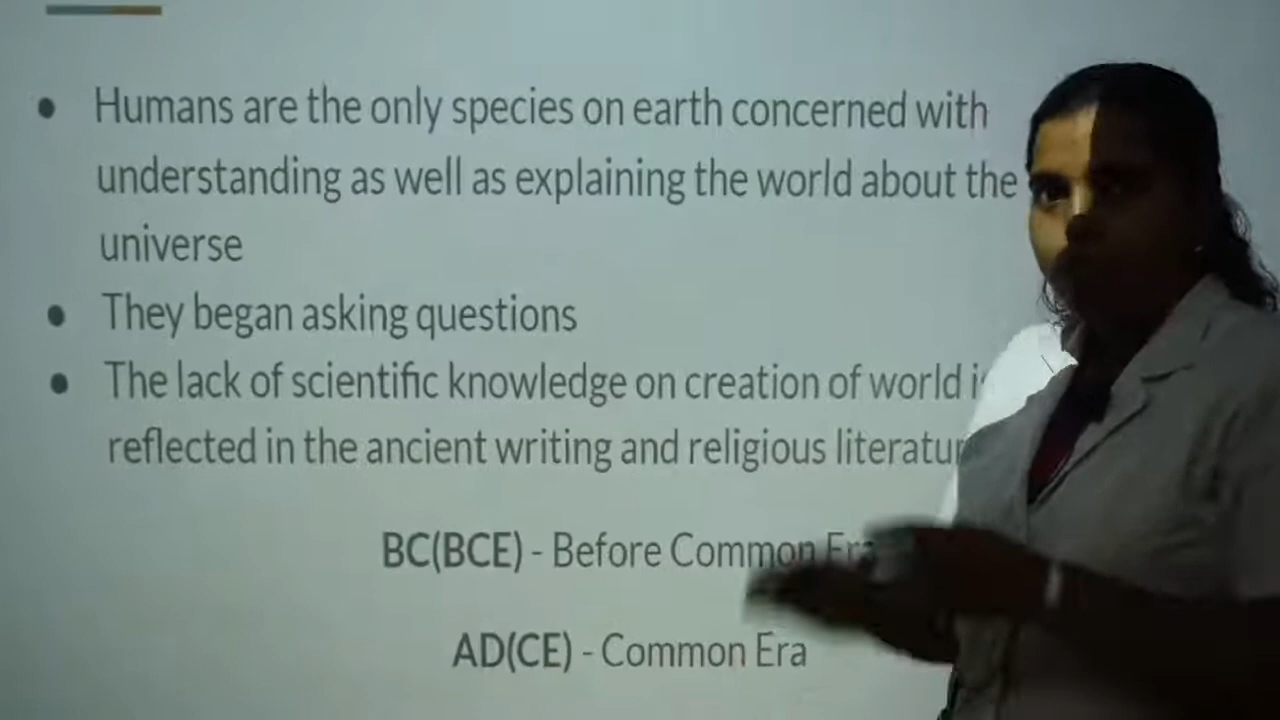 • Humans are the only species on earth concerned with
understanding as well as explaining the world about the
universe
• They began asking questions
• The lack of scientific knowledge on creation of world
reflected in the ancient writing and religious
BC(BCE) - Before Common Era
AD(CE) - Common Era